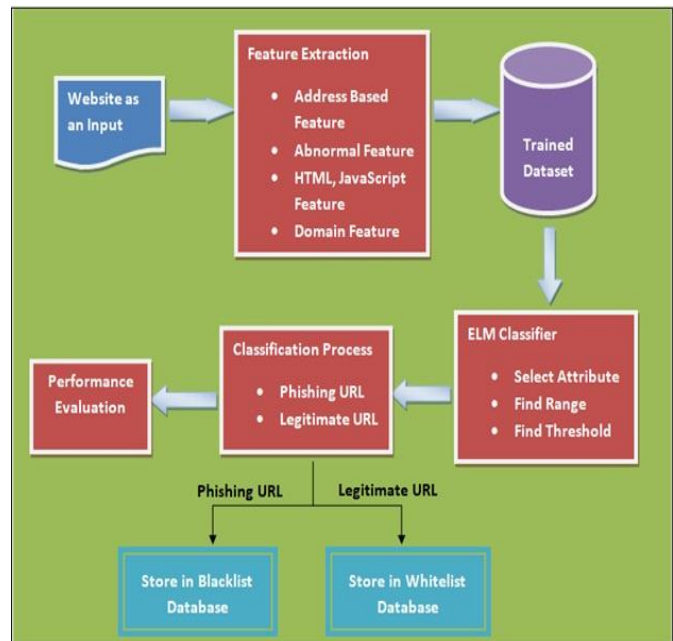 Website as
an Input
Feature Extraction
• Address Based
Feature
• Abnormal Feature
• HTML, JavaScript
Feature
• Domain Feature
Trained
Dataset
ELM Classifier
• Select Attribute
• Find Range
• Find Threshold
Classification Process
• Phishing URL
• Legitimate URL
Performance
Evaluation
Phishing URL
Legitimate URL
Store in Blacklist
Database
Store in Whitelist
Database